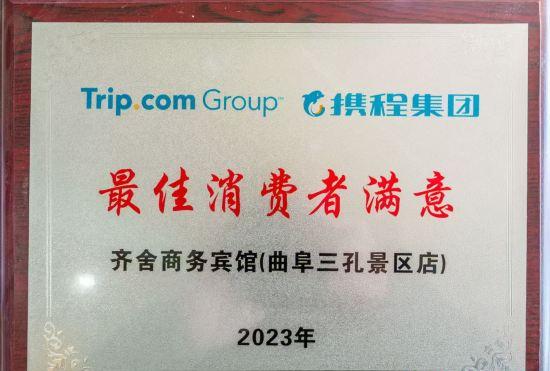 Trip.com Group™ 携程集团
最佳消费者满意
齐舍商务宾馆(曲阜三孔景区店)
2023年